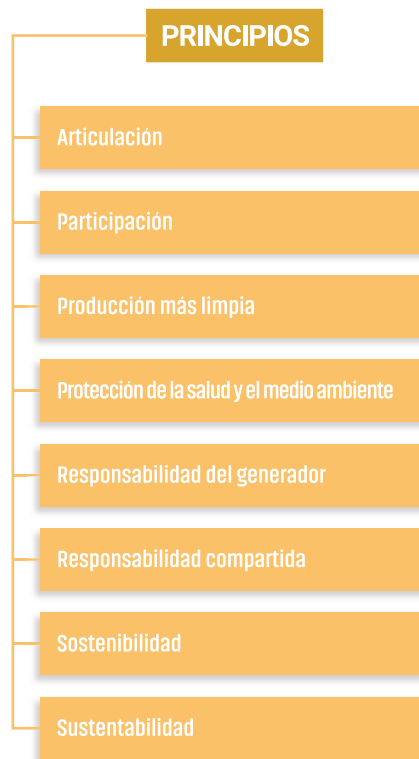 PRINCIPIOS
Articulación
Participación
Producción más limpia
Protección de la salud y el medio ambiente
Responsabilidad del generador
Responsabilidad compartida
Sostenibilidad
Sustentabilidad